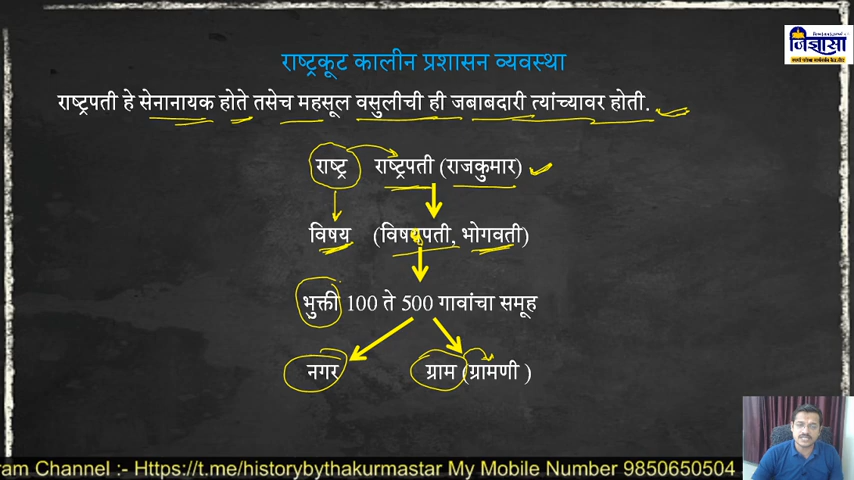 जिज्ञासा
राष्ट्रकूट कालीन प्रशासन व्यवस्था
राष्ट्रपती हे सेनानायक होते तसेच महसूल वसुलीची ही जबाबदारी त्यांच्यावर होती.
राष्ट्र राष्ट्रपती (राजकुमार)
विषय (विषयपती, भोगवती)
भुक्ती 100 ते 500 गावांचा समूह
नगर ग्राम (ग्रामणी )
ram Channel :- Https://t.me/historybythakurmastar My Mobile Number 9850650504